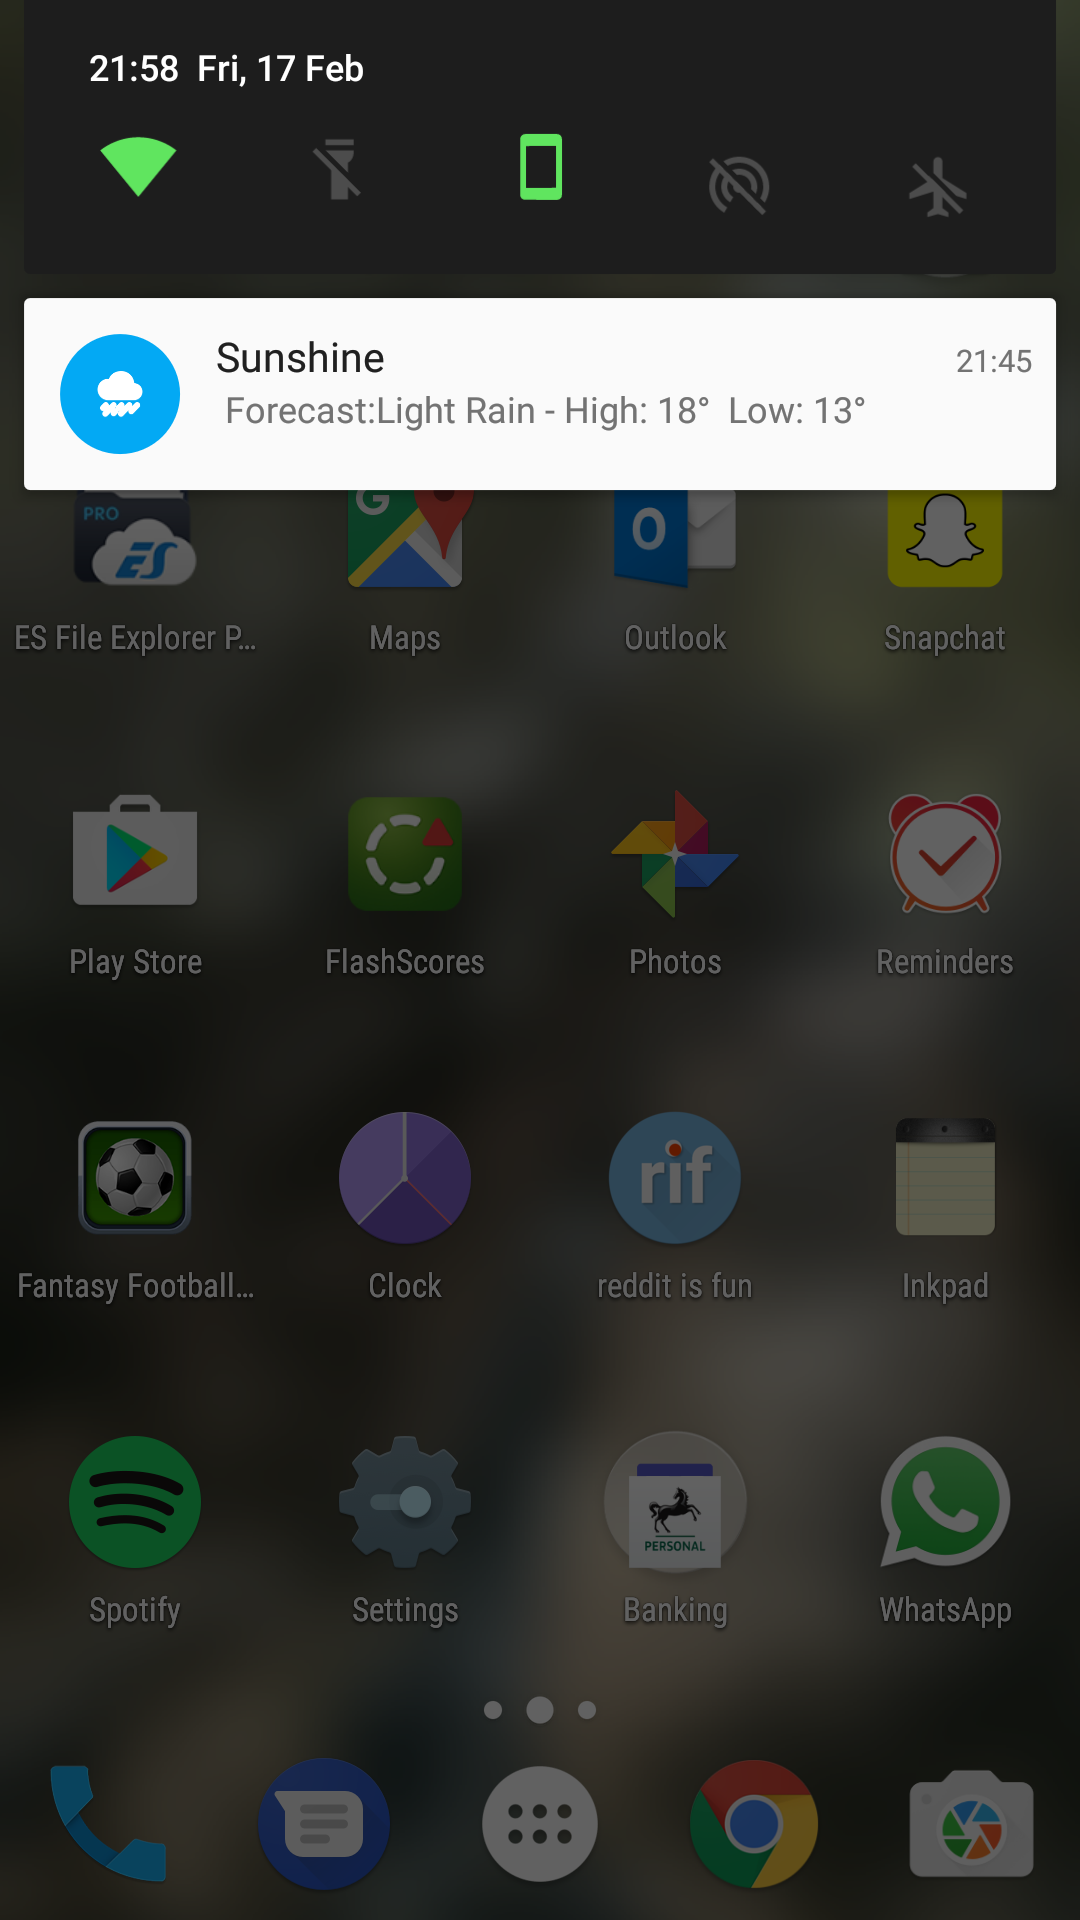 21:58 Fri, 17 Feb
Sunshine 21:45
Forecast:Light Rain - High: 18° Low: 13°
PRO
ES
G
O
ES File Explorer P... Maps Outlook Snapchat
Play Store FlashScores Photos Reminders
rif
Fantasy Football... Clock reddit is fun Inkpad
PERSONAL
Spotify Settings Banking WhatsApp